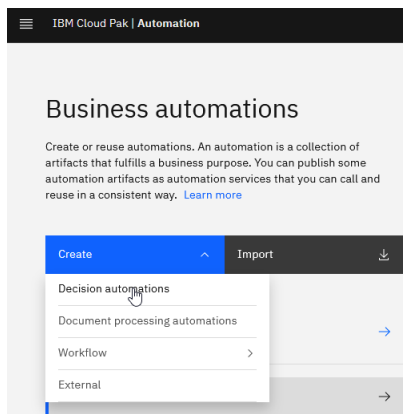 IBM Cloud Pak | Automation
Business automations
Create or reuse automations. An automation is a collection of
artifacts that fulfills a business purpose. You can publish some
automation artifacts as automation services that you can call and
reuse in a consistent way. Learn more
Create Import
Decision automations
Document processing automations
Workflow
External